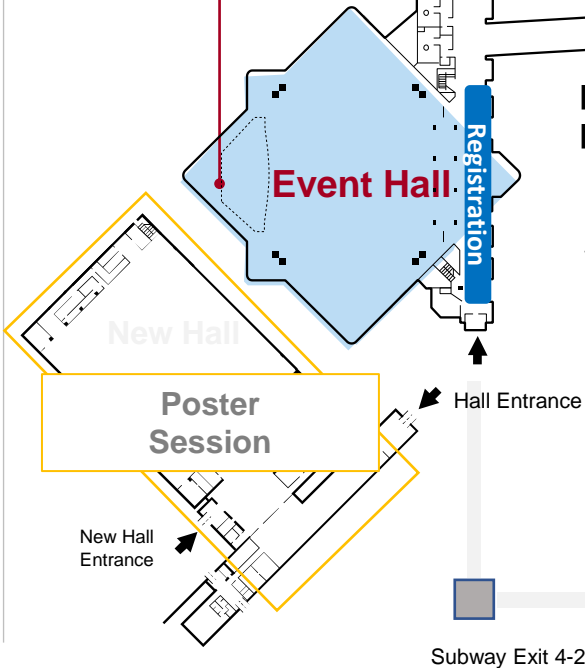 Registration
Event Hall
New Hall
Poster
Session
Hall Entrance
New Hall
Entrance
Subway Exit 4-2